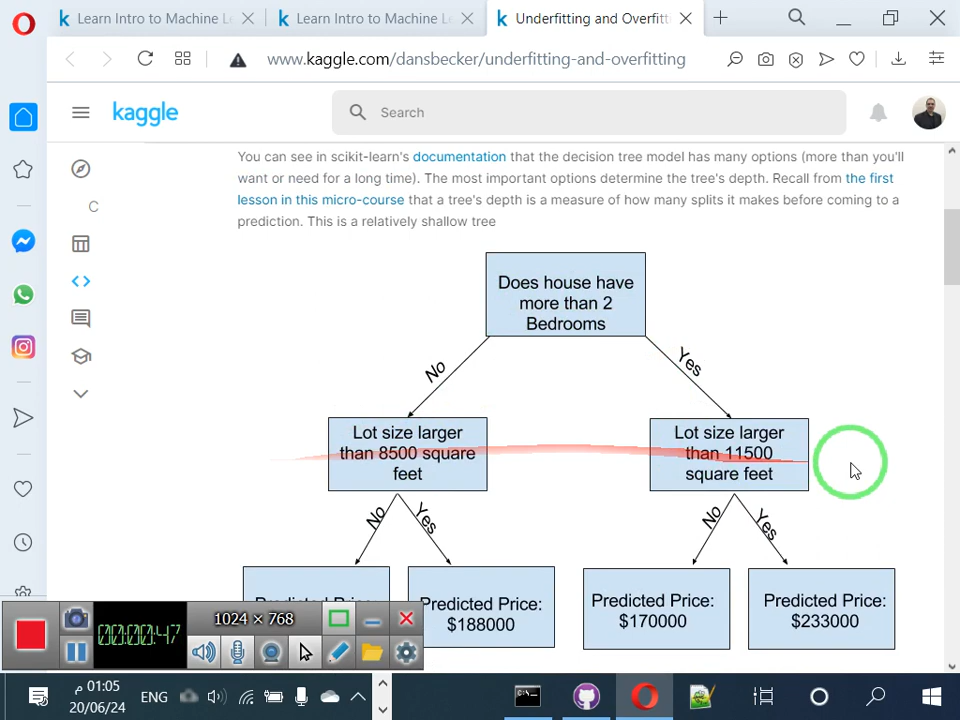 Learn Intro to Machine Le
Learn Intro to Machine Le
Underfitting and Overfitti
www.kaggle.com/dansbecker/underfitting-and-overfitting
kaggle
Search
You can see in scikit-learn's documentation that the decision tree model has many options (more than you'll
want or need for a long time). The most important options determine the tree's depth. Recall from the first
lesson in this micro-course that a tree's depth is a measure of how many splits it makes before coming to a
prediction. This is a relatively shallow tree
C
Does house have
more than 2
Bedrooms
No
Yes
Lot size larger
than 8500 square
feet
Lot size larger
than 11500
square feet
No
Yes
No
Yes
Predicted Price:
$188000
Predicted Price:
$170000
Predicted Price:
$233000
1024 × 768
01:05 م
ENG
20/06/24